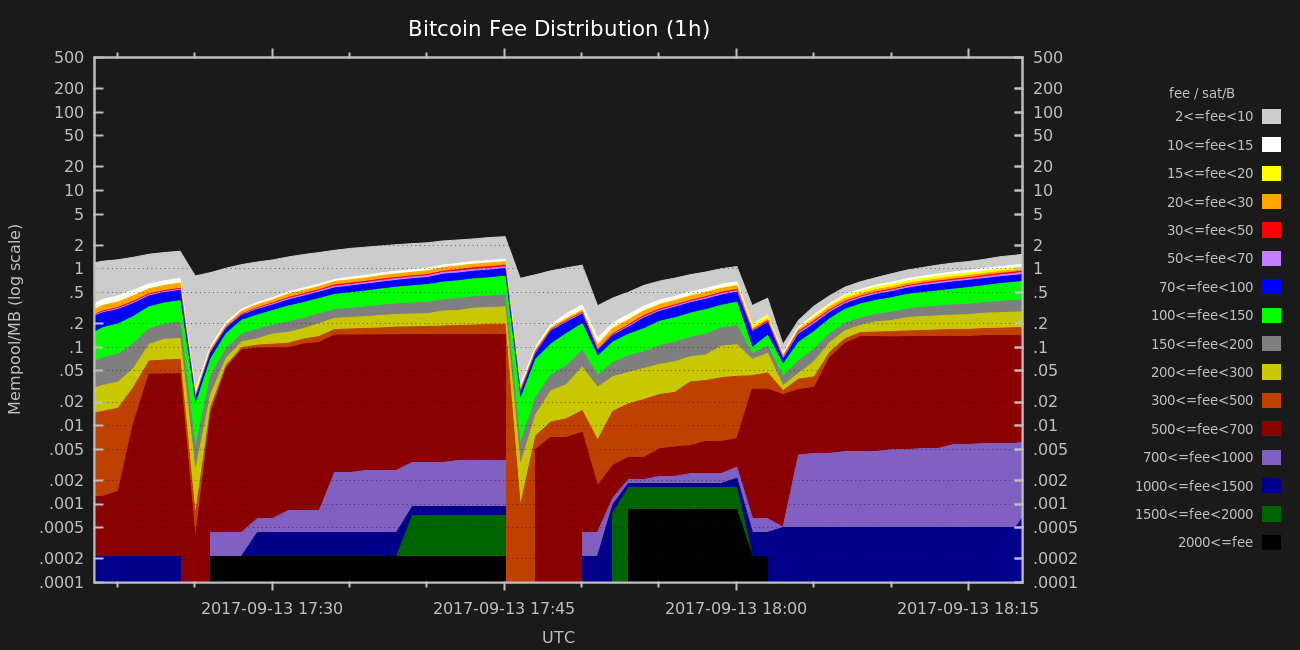 Bitcoin Fee Distribution (1h)
Mempool/MB (log scale)
500
200
100
50
20
10
5
2
1
.5
.2
.1
.05
.02
.01
.005
.002
.001
.0005
.0002
.0001
500
200
100
50
20
10
5
2
1
.5
.2
.1
.05
.02
.01
.005
.002
.001
.0005
.0002
.0001
2017-09-13 17:30
2017-09-13 17:45
2017-09-13 18:00
2017-09-13 18:15
UTC
fee / sat/B
2<=fee<10
10<=fee<15
15<=fee<20
20<=fee<30
30<=fee<50
50<=fee<70
70<=fee<100
100<=fee<150
150<=fee<200
200<=fee<300
300<=fee<500
500<=fee<700
700<=fee<1000
1000<=fee<1500
1500<=fee<2000
2000<=fee